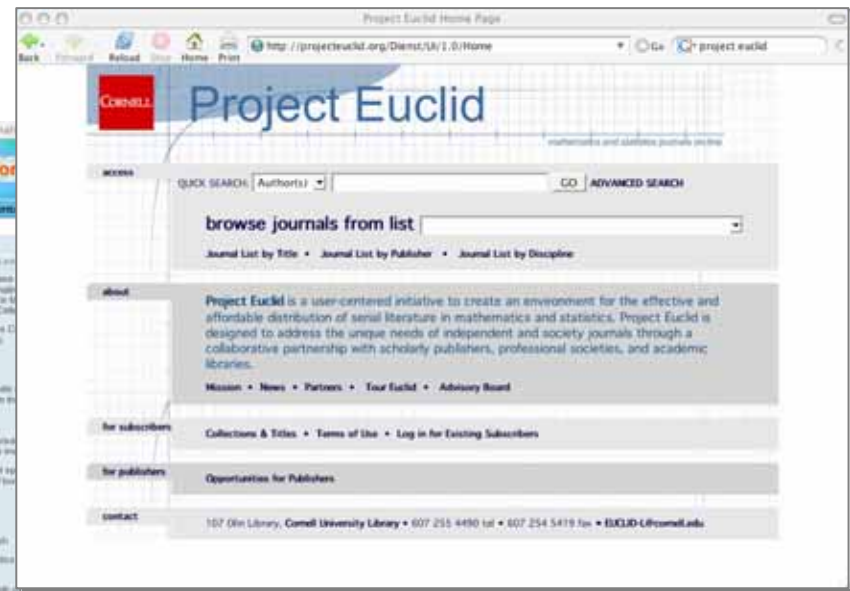 Project Euclid Home Page
Back Forward Reload Stop Home Print http://projecteuclid.org/Dienst/UI/1.0/Home Go project euclid
CORNELL Project Euclid
mathematics and statistics journals online
access
QUICK SEARCH: Author(s) GO ADVANCED SEARCH
browse journals from list
Journal List by Title • Journal List by Publisher • Journal List by Discipline
about
Project Euclid is a user-centered initiative to create an environment for the effective and
affordable distribution of serial literature in mathematics and statistics. Project Euclid is
designed to address the unique needs of independent and society journals through a
collaborative partnership with scholarly publishers, professional societies, and academic
libraries.
Mission • News • Partners • Tour Euclid • Advisory Board
for subscribers
Collections & Titles • Terms of Use • Log in for Existing Subscribers
for publishers
Opportunities for Publishers
contact
107 Olin Library, Cornell University Library • 607 255 4490 tel • 607 254 5419 fax • EUCLID-L@cornell.edu